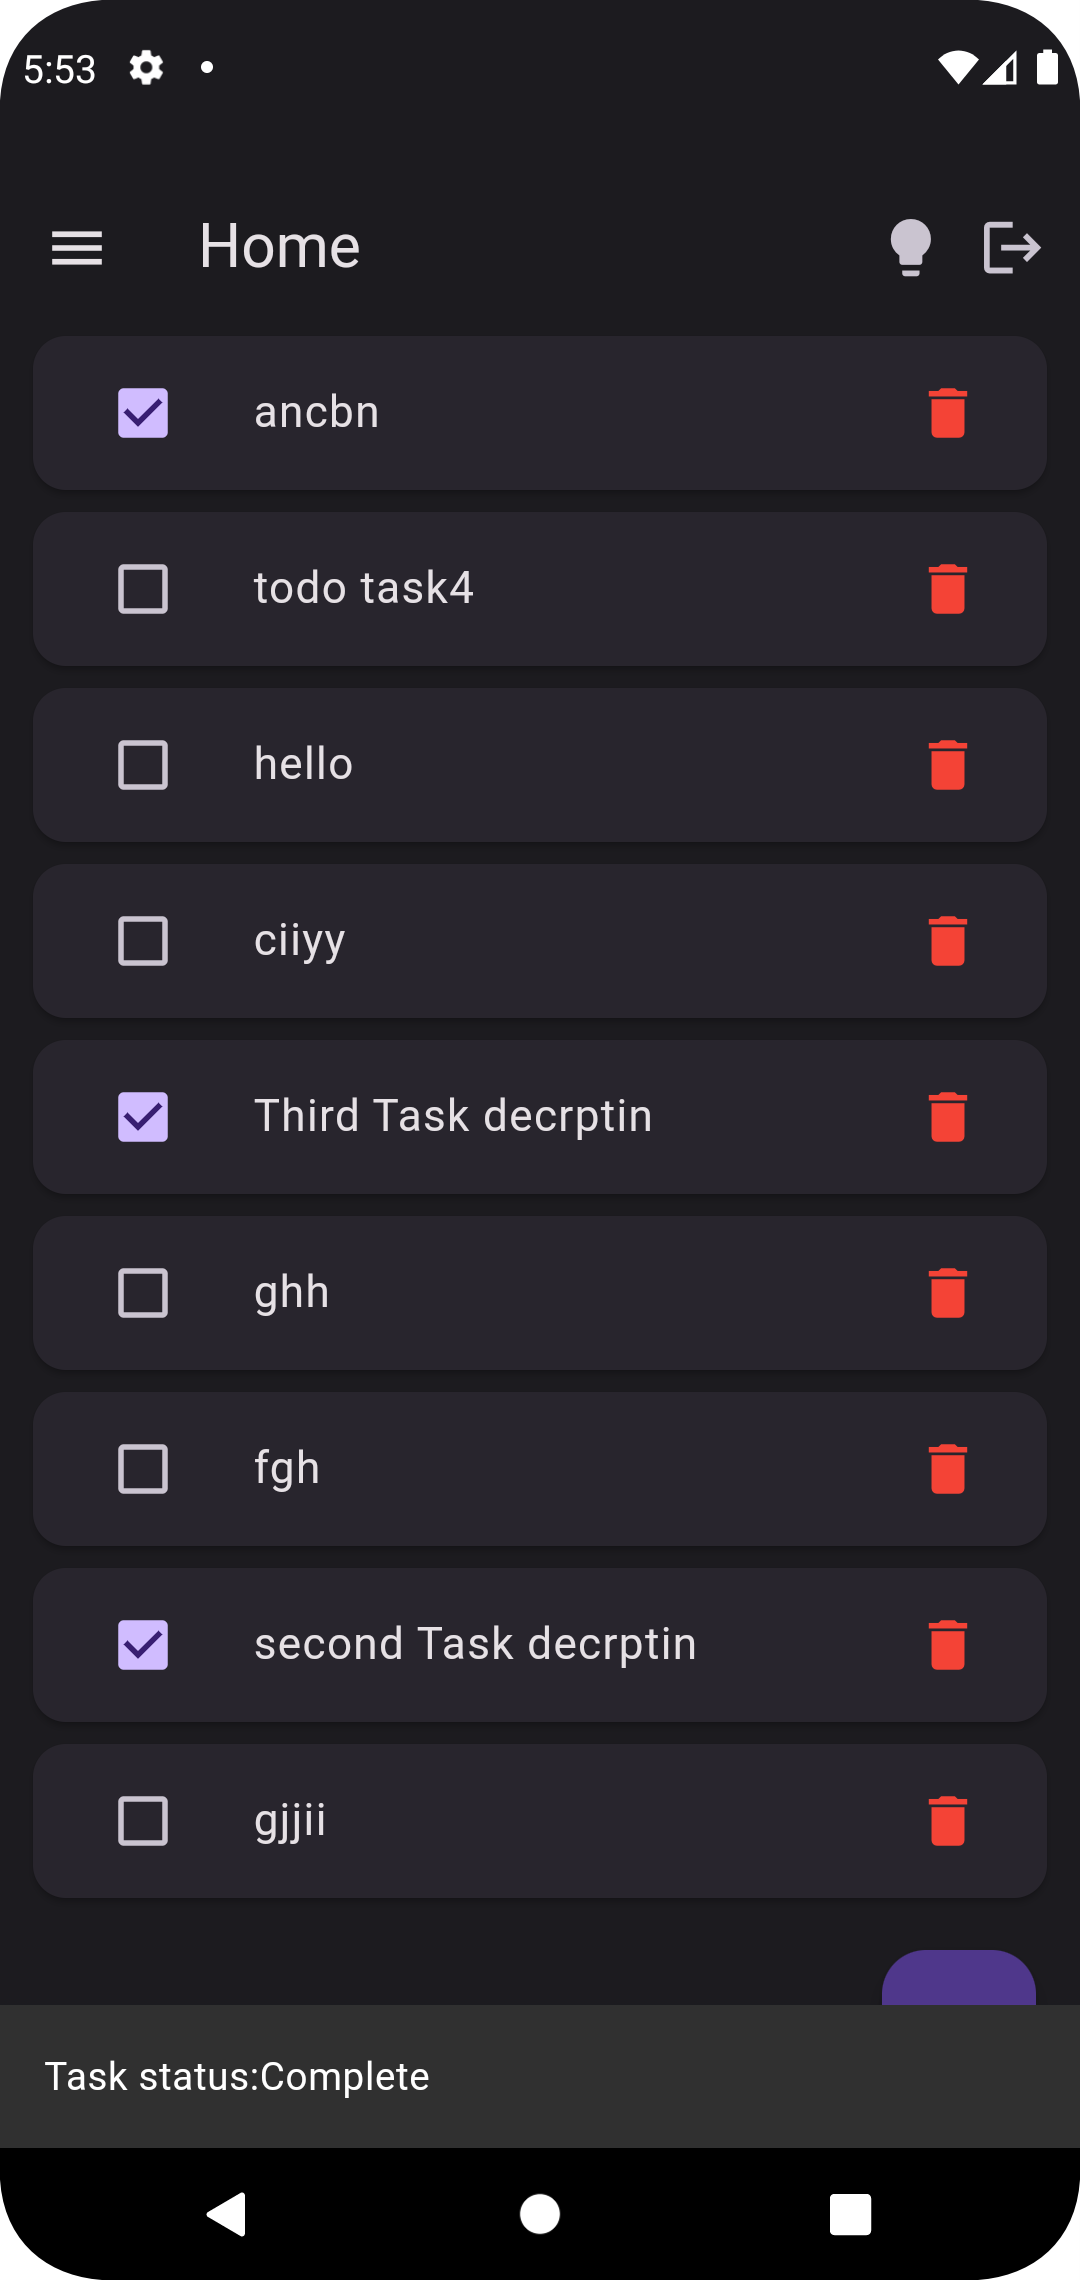 5:53
Home
ancbn
todo task4
hello
ciiyy
Third Task decrptin
ghh
fgh
second Task decrptin
gjjii
Task status:Complete